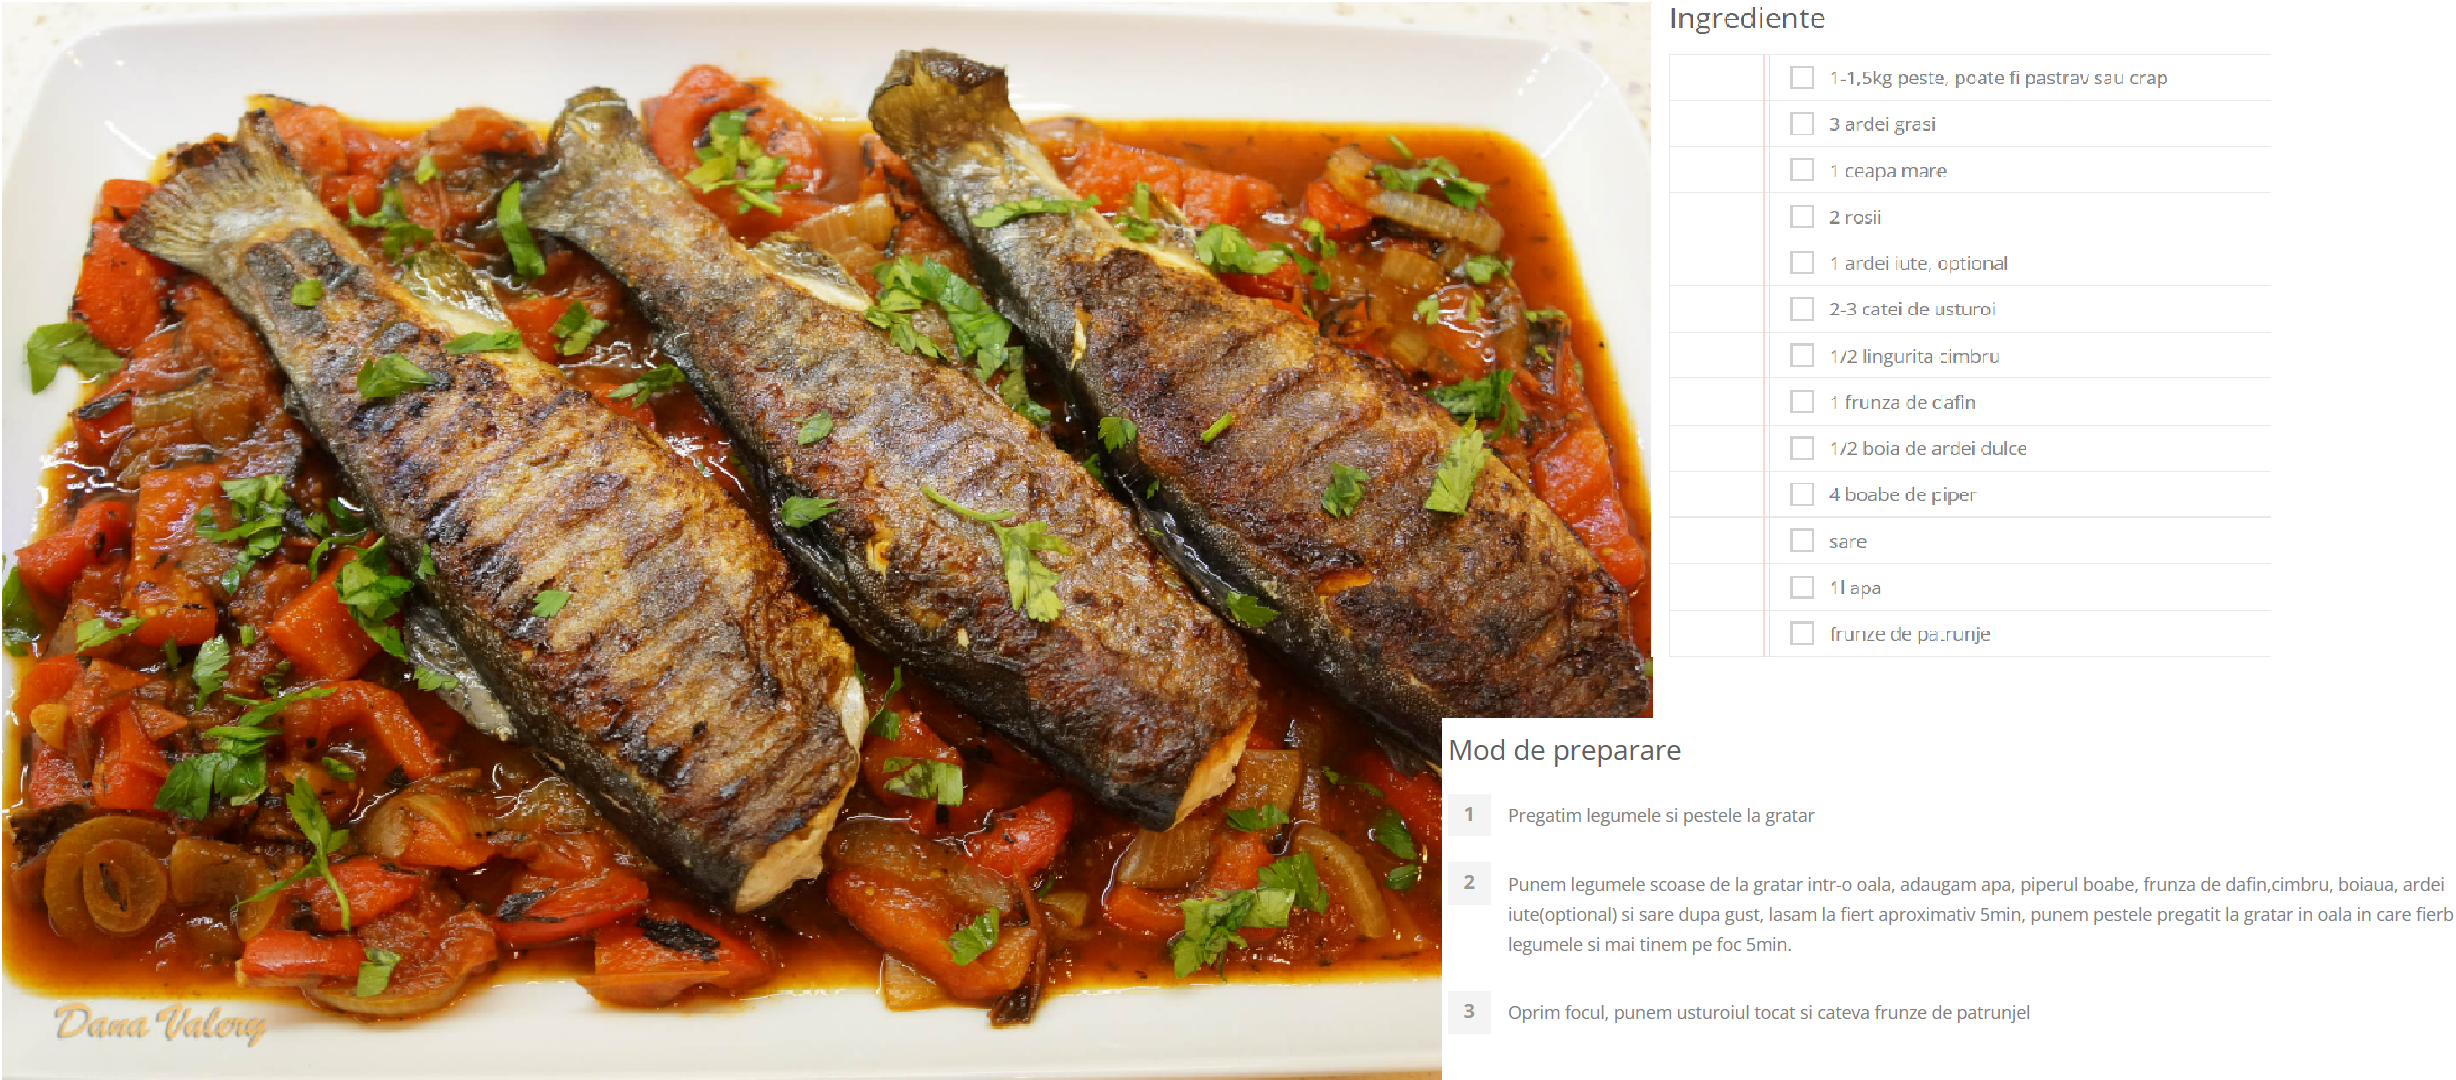 Ingrediente
1-1,5kg peste, poate fi pastrav sau crap
3 ardei grasi
1 ceapa mare
2 rosii
1 ardei iute, optional
2-3 catei de usturoi
1/2 lingurita cimbru
1 frunza de dafin
1/2 boia de ardei dulce
4 boabe de piper
sare
1l apa
frunze de patrunje
Mod de preparare
1 Pregatim legumele si pestele la gratar
2 Punem legumele scoase de la gratar intr-o oala, adaugam apa, piperul boabe, frunza de dafin,cimbru, boiaua, ardei
iute(optional) si sare dupa gust, lasam la fiert aproximativ 5min, punem pestele pregatit la gratar in oala in care fierb
legumele si mai tinem pe foc 5min.
3 Oprim focul, punem usturoiul tocat si cateva frunze de patrunjel
Dana Valery